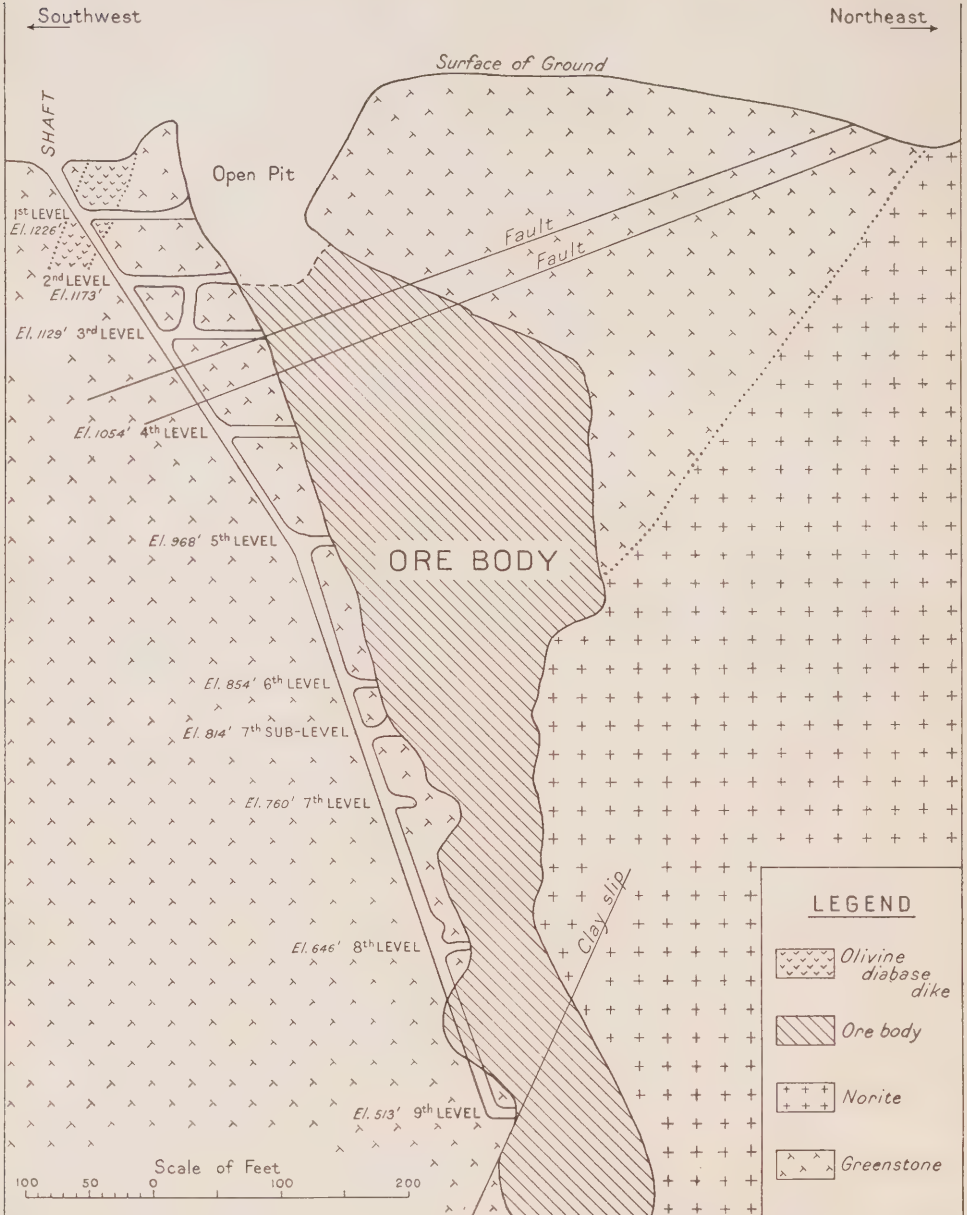 Southwest
Northeast
Surface of Ground
SHAFT
Open Pit
1st LEVEL
El. 1226'
Fault
Fault
2nd LEVEL
El. 1173'
El. 1129' 3rd LEVEL
El. 1054' 4th LEVEL
El. 968' 5th LEVEL
ORE BODY
El. 854' 6th LEVEL
El. 814' 7th SUB-LEVEL
El. 760' 7th LEVEL
Clay slip
El. 646' 8th LEVEL
El. 513' 9th LEVEL
Scale of Feet
100 50 0 100 200
LEGEND
Olivine
diabase
dike
Ore body
Norite
Greenstone